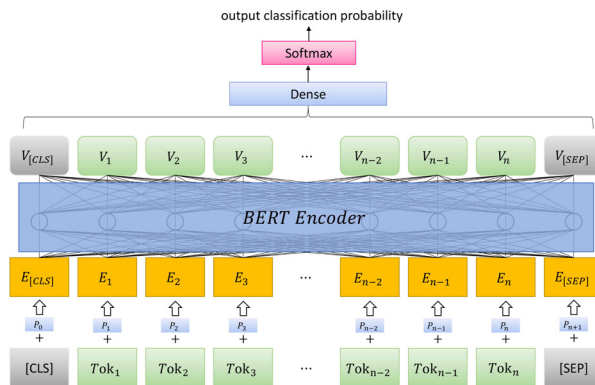 output classification probability
Softmax
Dense
V[CLS] V1 V2 V3 ... Vn−2 Vn−1 Vn V[SEP]
BERT Encoder
E[CLS] E1 E2 E3 ... En−2 En−1 En E[SEP]
P0 P1 P2 P3 Pn−2 Pn−1 Pn Pn+1
+ + + + + + + +
[CLS] Tok1 Tok2 Tok3 ... Tokn−2 Tokn−1 Tokn [SEP]